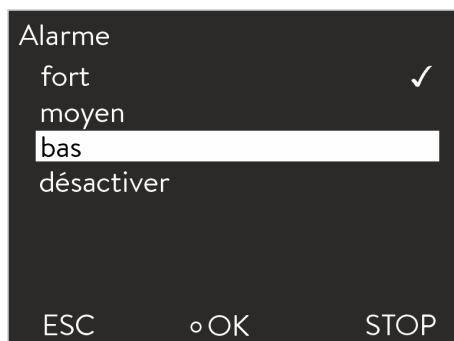 Alarme
fort ✓
moyen
bas
désactiver
ESC OK STOP